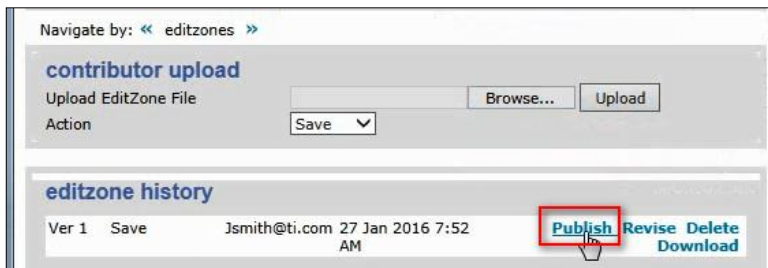 Navigate by: « editzones »
contributor upload
Upload EditZone File Browse... Upload
Action Save
editzone history
Ver 1 Save Jsmith@ti.com 27 Jan 2016 7:52 Publish Revise Delete
AM Download